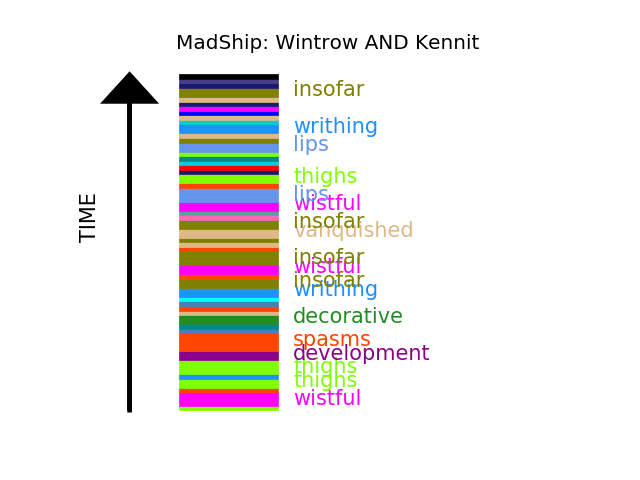 MadShip: Wintrow AND Kennit
insofar
writhing
lips
thighs
lips
wistful
insofar
vanquished
insofar
wistful
insofar
writhing
decorative
spasms
development
thighs
thighs
wistful
TIME